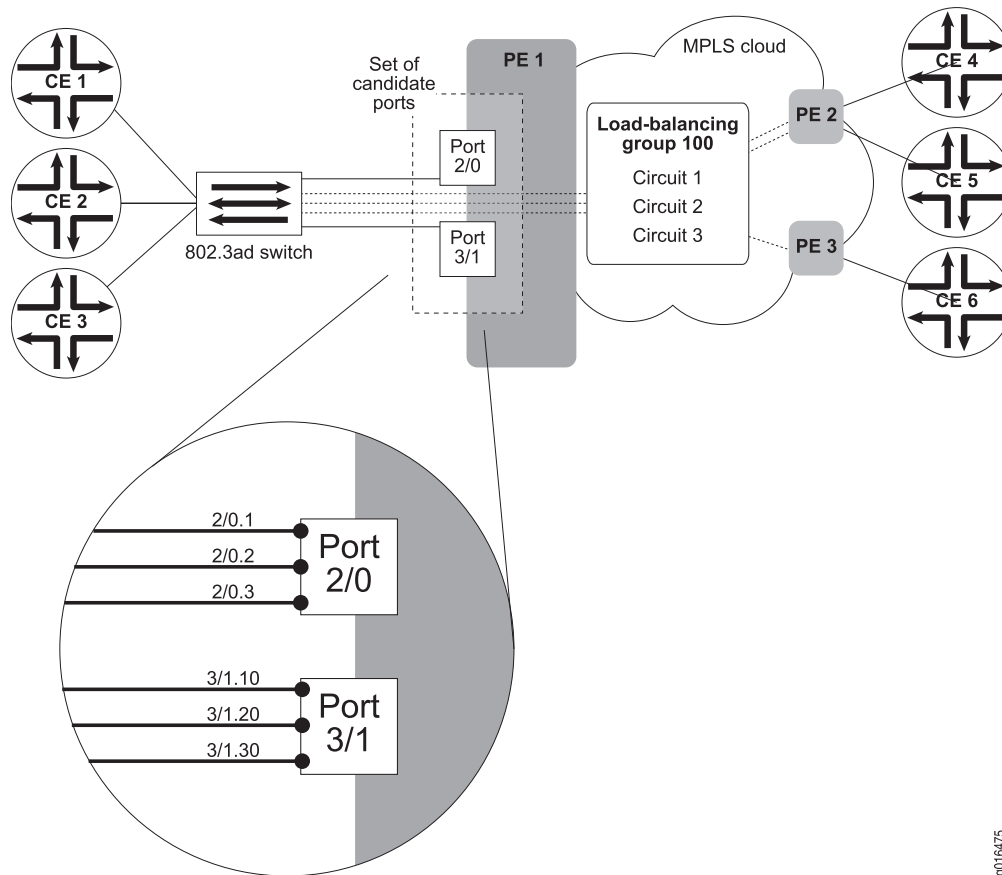 CE 1
CE 2
CE 3
802.3ad switch
Set of
candidate
ports
Port
2/0
Port
3/1
PE 1
MPLS cloud
Load-balancing
group 100
Circuit 1
Circuit 2
Circuit 3
PE 2
PE 3
CE 4
CE 5
CE 6
2/0.1
2/0.2
2/0.3
Port
2/0
3/1.10
3/1.20
3/1.30
Port
3/1
g016475